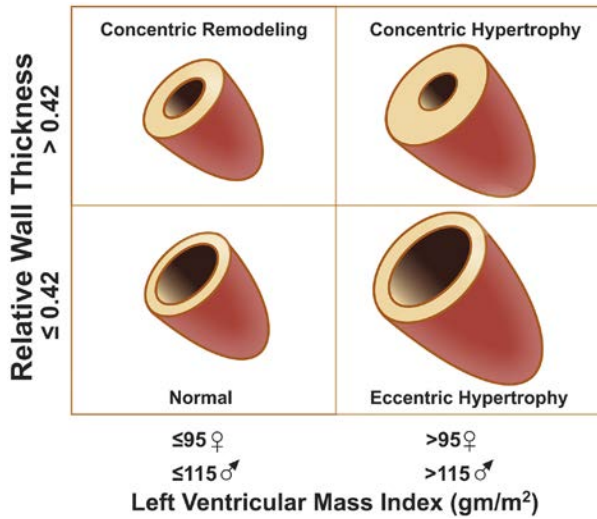 Concentric Remodeling
Concentric Hypertrophy
Relative Wall Thickness
> 0.42
≤ 0.42
Normal
Eccentric Hypertrophy
≤95 ♀
>95 ♀
≤115 ♂
>115 ♂
Left Ventricular Mass Index (gm/m²)